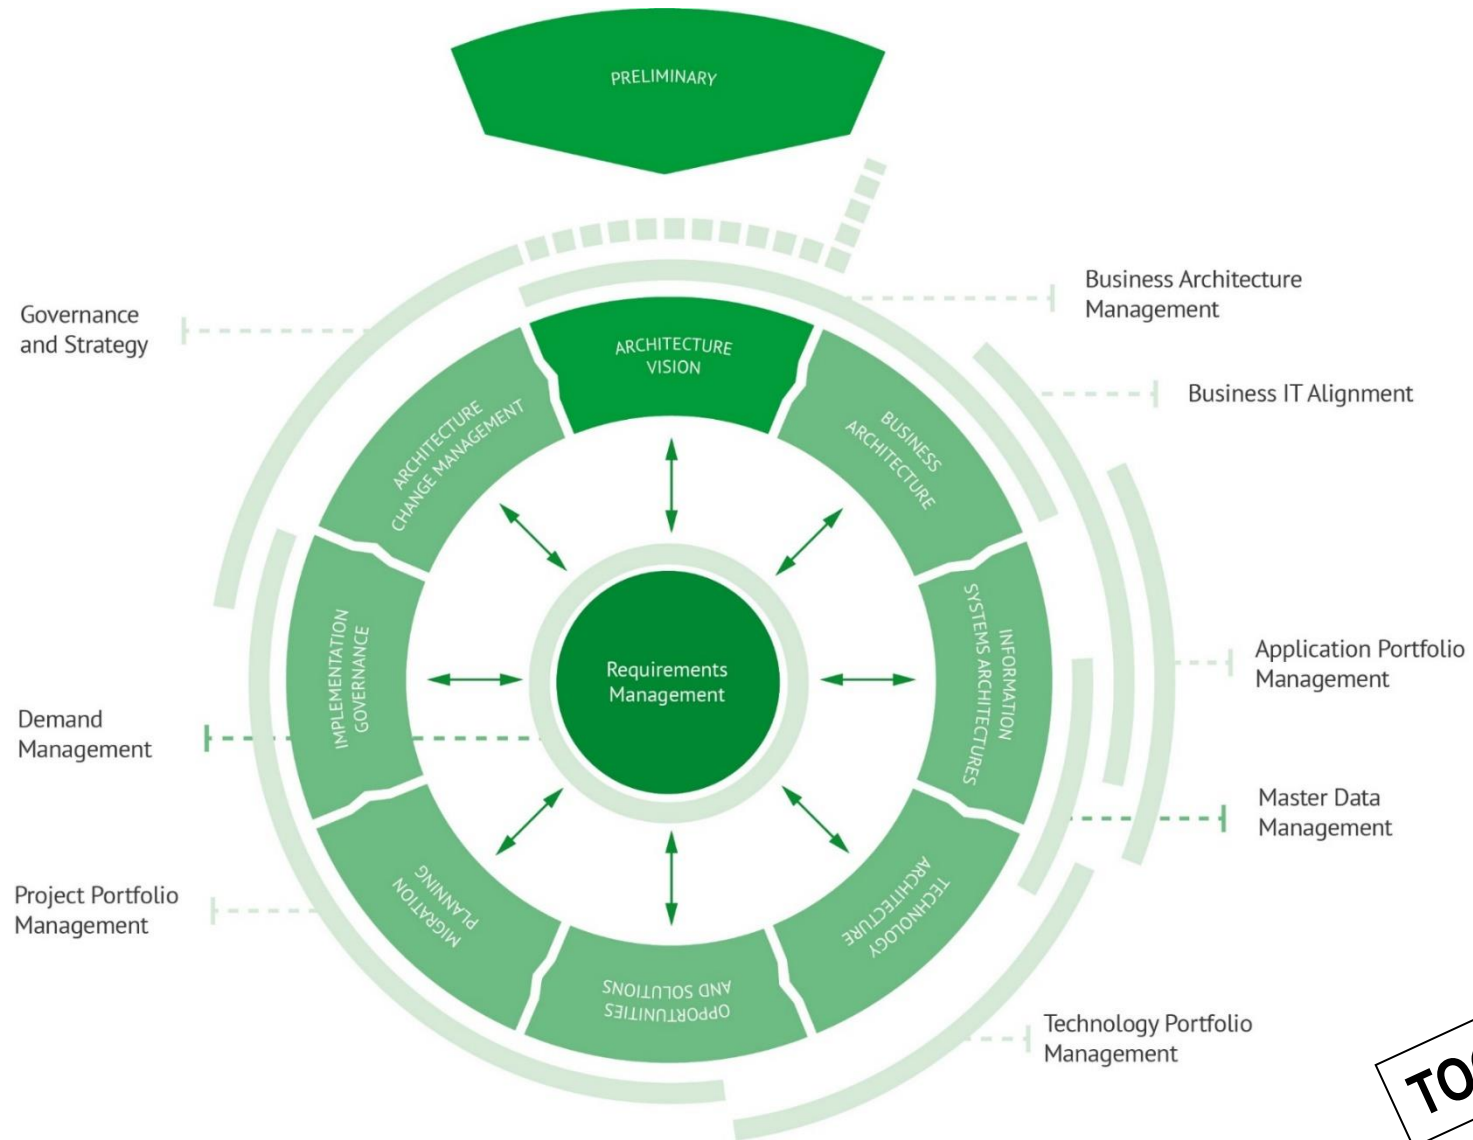 PRELIMINARY
Business Architecture
Management
Governance
and Strategy
ARCHITECTURE
VISION
Business IT Alignment
ARCHITECTURE
CHANGE MANAGEMENT
BUSINESS
ARCHITECTURE
INFORMATION
SYSTEMS ARCHITECTURES
Requirements
Management
IMPLEMENTATION
GOVERNANCE
Application Portfolio
Management
Demand
Management
Master Data
Management
Project Portfolio
Management
MIGRATION
PLANNING
TECHNOLOGY
ARCHITECTURE
OPPORTUNITIES
AND SOLUTIONS
Technology Portfolio
Management